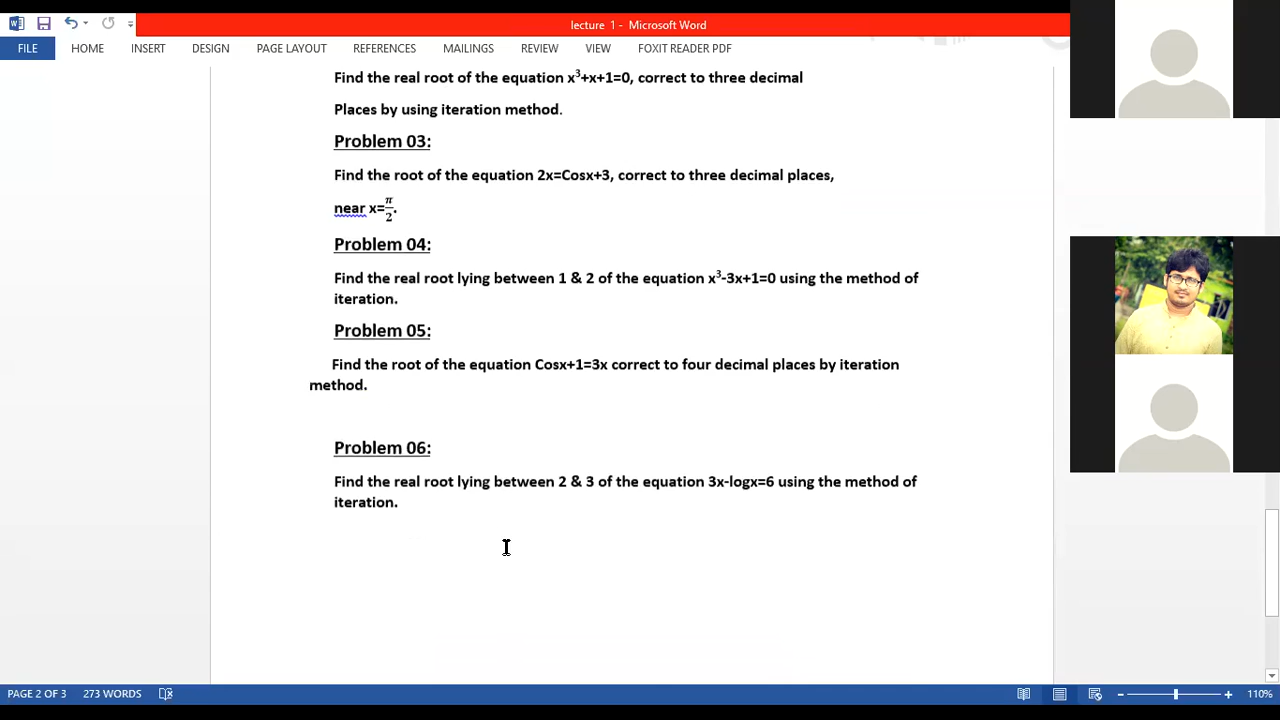 lecture 1 - Microsoft Word
FILE HOME INSERT DESIGN PAGE LAYOUT REFERENCES MAILINGS REVIEW VIEW FOXIT READER PDF
Find the real root of the equation x³+x+1=0, correct to three decimal
Places by using iteration method.
Problem 03:
Find the root of the equation 2x=Cosx+3, correct to three decimal places,
near x=π/2.
Problem 04:
Find the real root lying between 1 & 2 of the equation x³-3x+1=0 using the method of
iteration.
Problem 05:
Find the root of the equation Cosx+1=3x correct to four decimal places by iteration
method.
Problem 06:
Find the real root lying between 2 & 3 of the equation 3x-logx=6 using the method of
iteration.
PAGE 2 OF 3 273 WORDS 110%